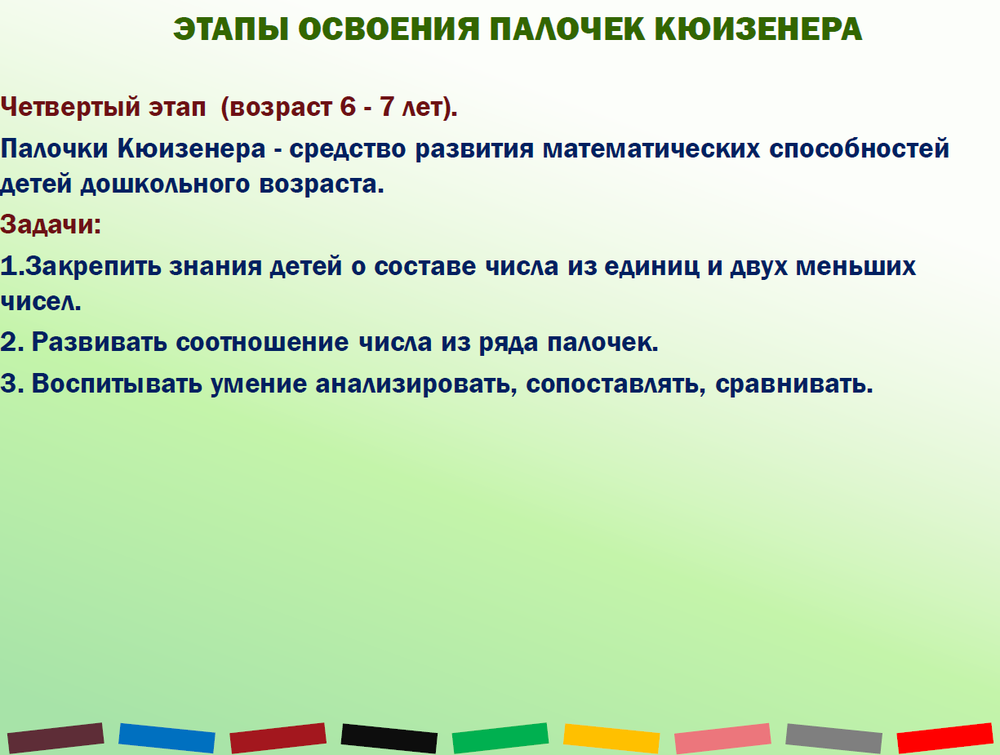 ЭТАПЫ ОСВОЕНИЯ ПАЛОЧЕК КЮИЗЕНЕРА
Четвертый этап  (возраст 6 - 7 лет).
Палочки Кюизенера - средство развития математических способностей
детей дошкольного возраста.
Задачи:
1.Закрепить знания детей о составе числа из единиц и двух меньших
чисел.
2. Развивать соотношение числа из ряда палочек.
3. Воспитывать умение анализировать, сопоставлять, сравнивать.